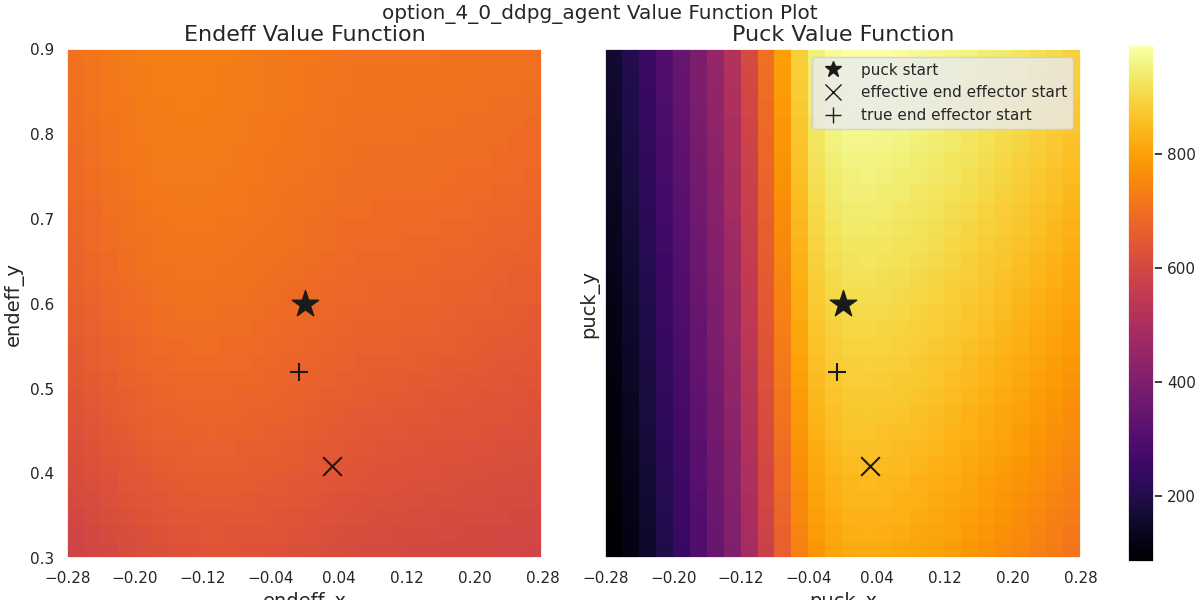 option_4_0_ddpg_agent Value Function Plot
Endeff Value Function
Puck Value Function
0.9
0.8
0.7
0.6
0.5
0.4
0.3
endeff_y
−0.28 −0.20 −0.12 −0.04 0.04 0.12 0.20 0.28
endeff_x
puck_y
puck start
effective end effector start
true end effector start
−0.28 −0.20 −0.12 −0.04 0.04 0.12 0.20 0.28
puck_x
800
600
400
200